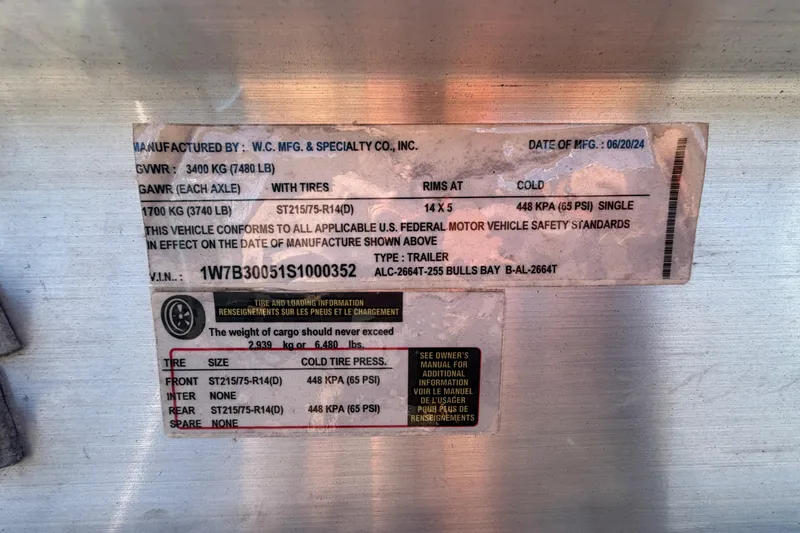 MANUFACTURED BY : W.C. MFG. & SPECIALTY CO., INC. DATE OF MFG. : 06/20/24
GVWR : 3400 KG (7480 LB)
GAWR (EACH AXLE) WITH TIRES RIMS AT COLD
1700 KG (3740 LB) ST215/75-R14(D) 14 X 5 448 KPA (65 PSI) SINGLE
THIS VEHICLE CONFORMS TO ALL APPLICABLE U.S. FEDERAL MOTOR VEHICLE SAFETY STANDARDS
IN EFFECT ON THE DATE OF MANUFACTURE SHOWN ABOVE
TYPE : TRAILER
V.I.N.. : 1W7B30051S1000352 ALC-2664T-255 BULLS BAY B-AL-2664T
TIRE AND LOADING INFORMATION
RENSEIGNEMENTS SUR LES PNEUS ET LE CHARGEMENT
The weight of cargo should never exceed
2,939 kg or 6,480 lbs.
TIRE SIZE COLD TIRE PRESS.
FRONT ST215/75-R14(D) 448 KPA (65 PSI)
INTER NONE
REAR ST215/75-R14(D) 448 KPA (65 PSI)
SPARE NONE
SEE OWNER'S
MANUAL FOR
ADDITIONAL
INFORMATION
VOIR LE MANUEL
DE L'USAGER
POUR PLUS DE
RENSEIGNEMENTS